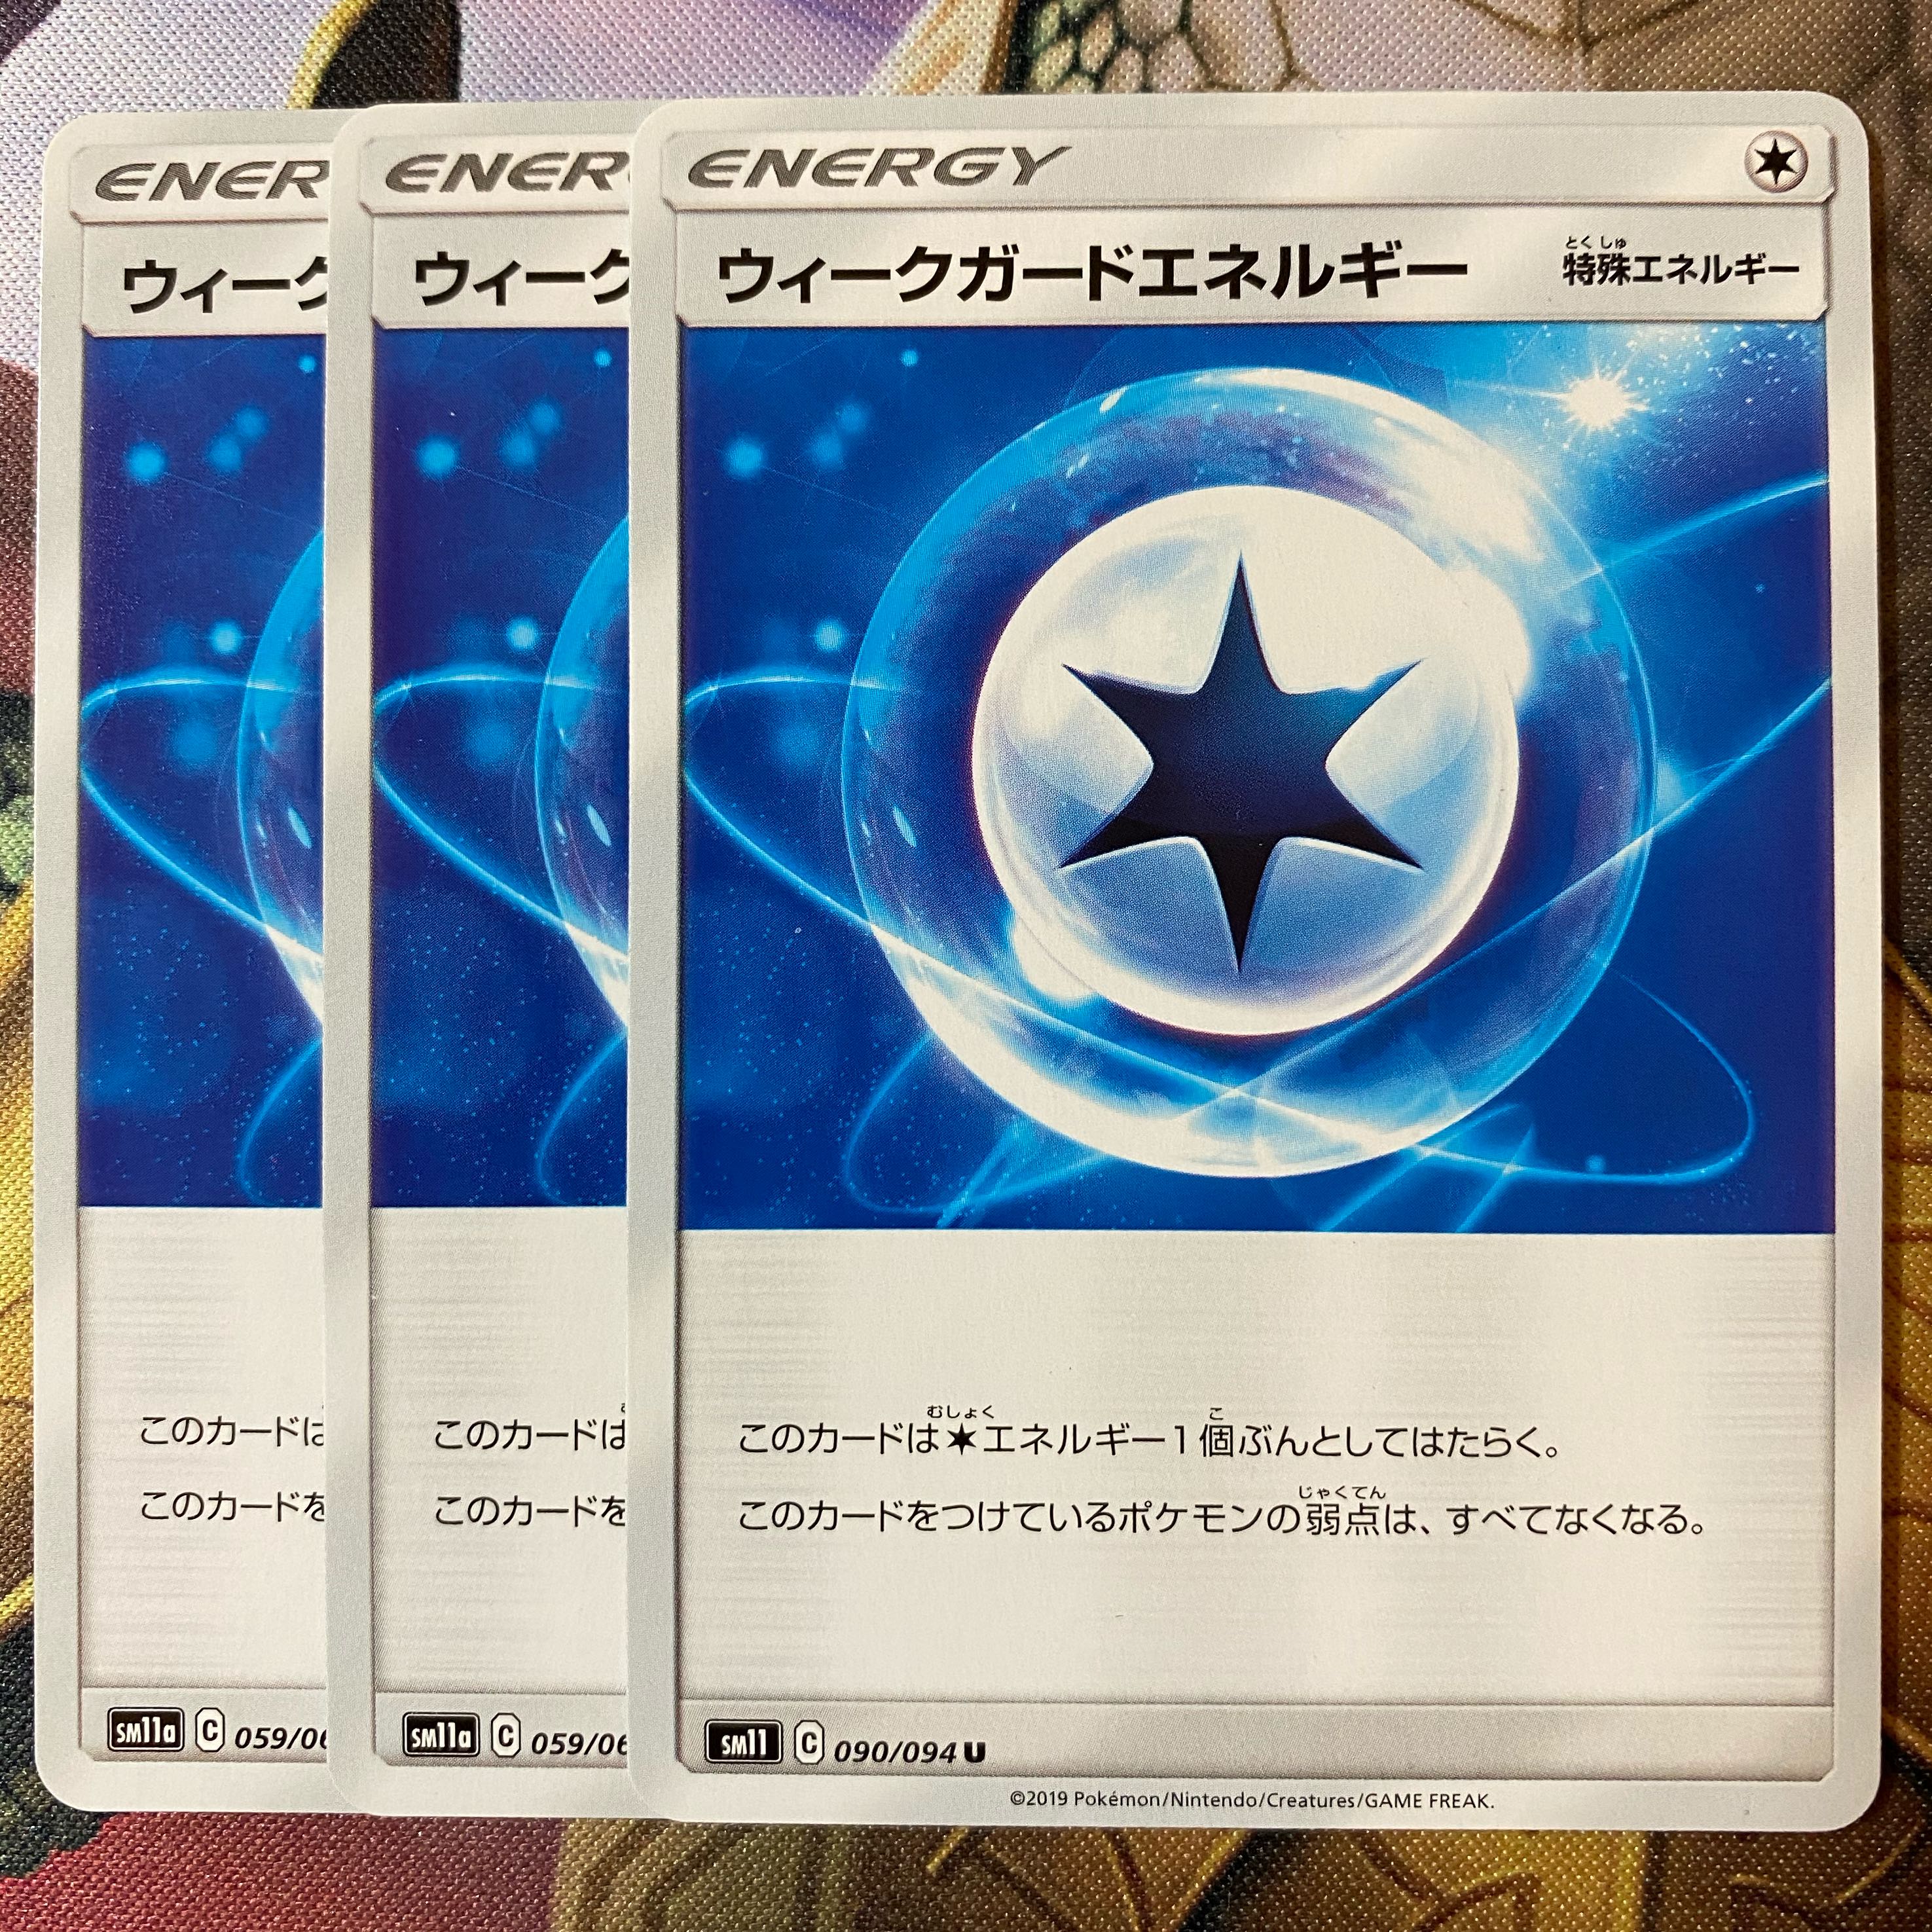 ENER
ウィーク
このカードは
このカードを
SM11a C 059/06
ENER
ウィーク
このカードは
このカードを
SM11a C 059/06
ENERGY
ウィークガードエネルギー
とくしゅ
特殊エネルギー
むしょく こ
このカードは エネルギー1個ぶんとしてはたらく。
じゃくてん
このカードをつけているポケモンの弱点は、すべてなくなる。
SM11 C 090/094 U
©2019 Pokémon/Nintendo/Creatures/GAME FREAK.